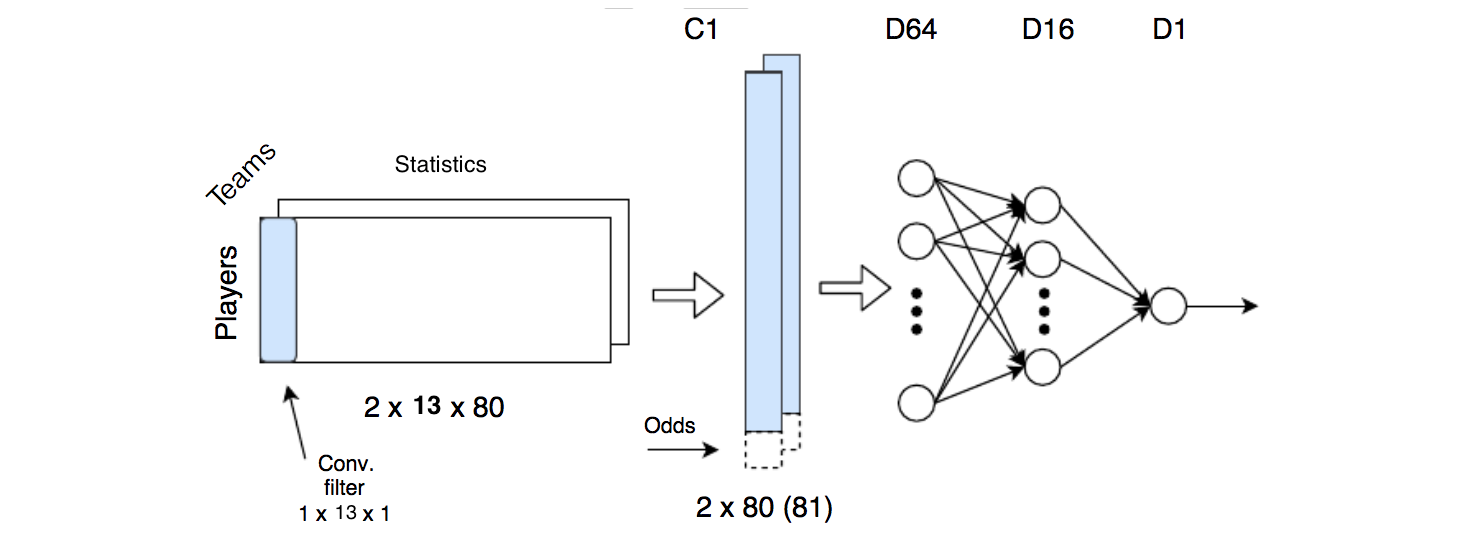 C1 D64 D16 D1
Teams
Statistics
Players
2 x 13 x 80
Odds
Conv.
filter
1 x 13 x 1
2 x 80 (81)